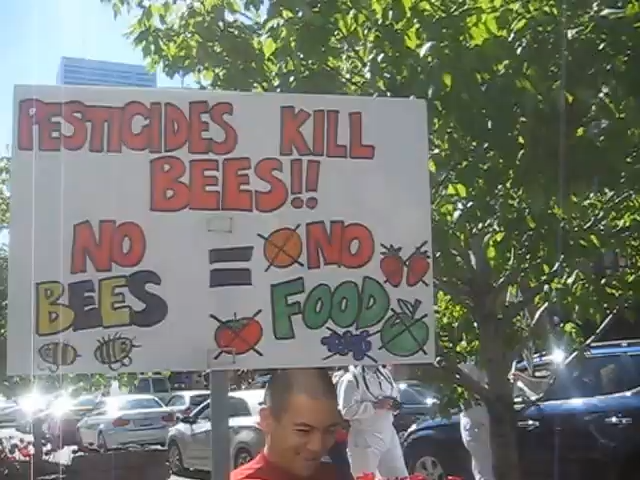 PESTICIDES KILL
BEES!!
NO
BEES
=
NO
FOOD